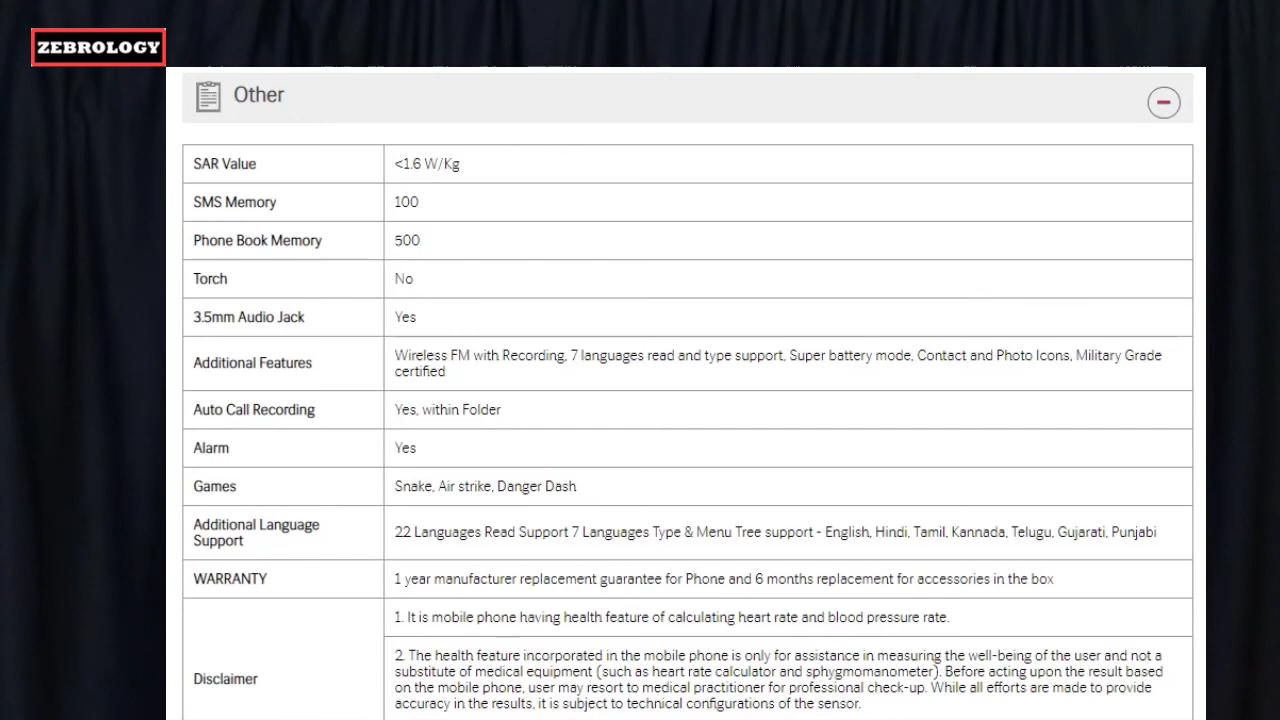 ZEBROLOGY
Other
SAR Value
<1.6 W/Kg
SMS Memory
100
Phone Book Memory
500
Torch
No
3.5mm Audio Jack
Yes
Additional Features
Wireless FM with Recording, 7 languages read and type support, Super battery mode, Contact and Photo Icons, Military Grade
certified
Auto Call Recording
Yes, within Folder
Alarm
Yes
Games
Snake, Air strike, Danger Dash
Additional Language
Support
22 Languages Read Support 7 Languages Type & Menu Tree support - English, Hindi, Tamil, Kannada, Telugu, Gujarati, Punjabi
WARRANTY
1 year manufacturer replacement guarantee for Phone and 6 months replacement for accessories in the box
Disclaimer
1. It is mobile phone having health feature of calculating heart rate and blood pressure rate.
2. The health feature incorporated in the mobile phone is only for assistance in measuring the well-being of the user and not a
substitute of medical equipment (such as heart rate calculator and sphygmomanometer). Before acting upon the result based
on the mobile phone, user may resort to medical practitioner for professional check-up. While all efforts are made to provide
accuracy in the results, it is subject to technical configurations of the sensor.